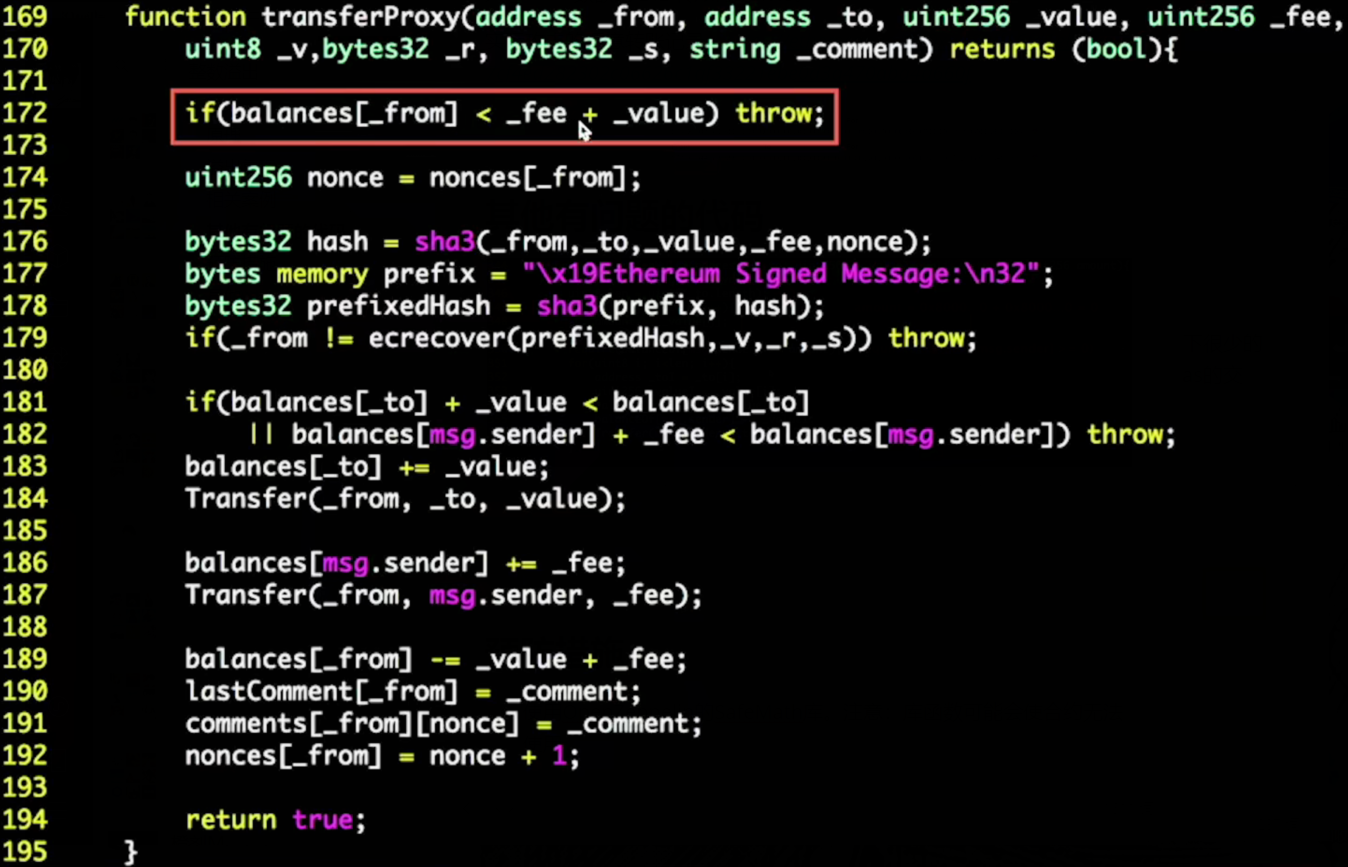 169 function transferProxy(address _from, address _to, uint256 _value, uint256 _fee,
170 uint8 _v,bytes32 _r, bytes32 _s, string _comment) returns (bool){
171
172 if(balances[_from] < _fee + _value) throw;
173
174 uint256 nonce = nonces[_from];
175
176 bytes32 hash = sha3(_from,_to,_value,_fee,nonce);
177 bytes memory prefix = "\x19Ethereum Signed Message:\n32";
178 bytes32 prefixedHash = sha3(prefix, hash);
179 if(_from != ecrecover(prefixedHash,_v,_r,_s)) throw;
180
181 if(balances[_to] + _value < balances[_to]
182 || balances[msg.sender] + _fee < balances[msg.sender]) throw;
183 balances[_to] += _value;
184 Transfer(_from, _to, _value);
185
186 balances[msg.sender] += _fee;
187 Transfer(_from, msg.sender, _fee);
188
189 balances[_from] -= _value + _fee;
190 lastComment[_from] = _comment;
191 comments[_from][nonce] = _comment;
192 nonces[_from] = nonce + 1;
193
194 return true;
195 }